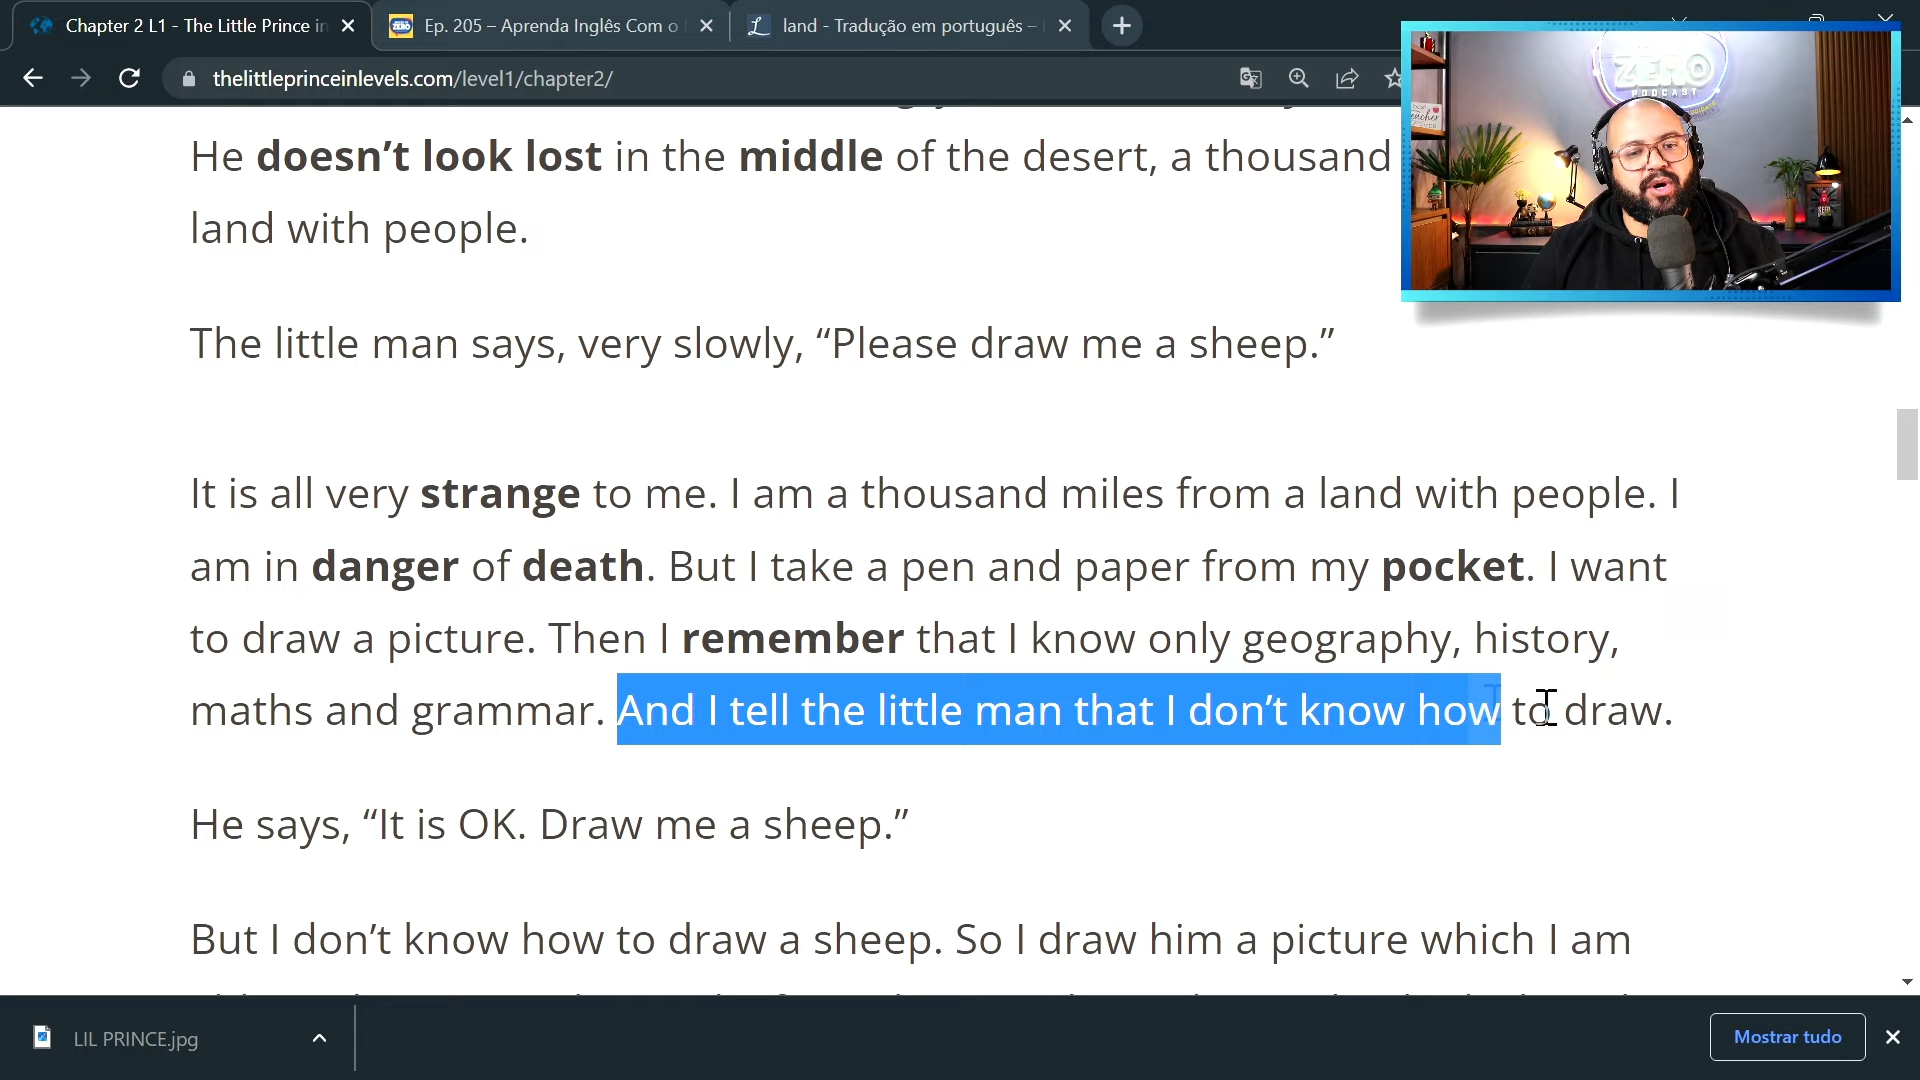 Chapter 2 L1 - The Little Prince in
Ep. 205 – Aprenda Inglês Com o
land - Tradução em português –
thelittleprinceinlevels.com/level1/chapter2/
ZERO
PODCAST
He doesn’t look lost in the middle of the desert, a thousand
land with people.
The little man says, very slowly, “Please draw me a sheep.”
It is all very strange to me. I am a thousand miles from a land with people. I
am in danger of death. But I take a pen and paper from my pocket. I want
to draw a picture. Then I remember that I know only geography, history,
maths and grammar. And I tell the little man that I don’t know how to draw.
He says, “It is OK. Draw me a sheep.”
But I don’t know how to draw a sheep. So I draw him a picture which I am
LIL PRINCE.jpg
Mostrar tudo